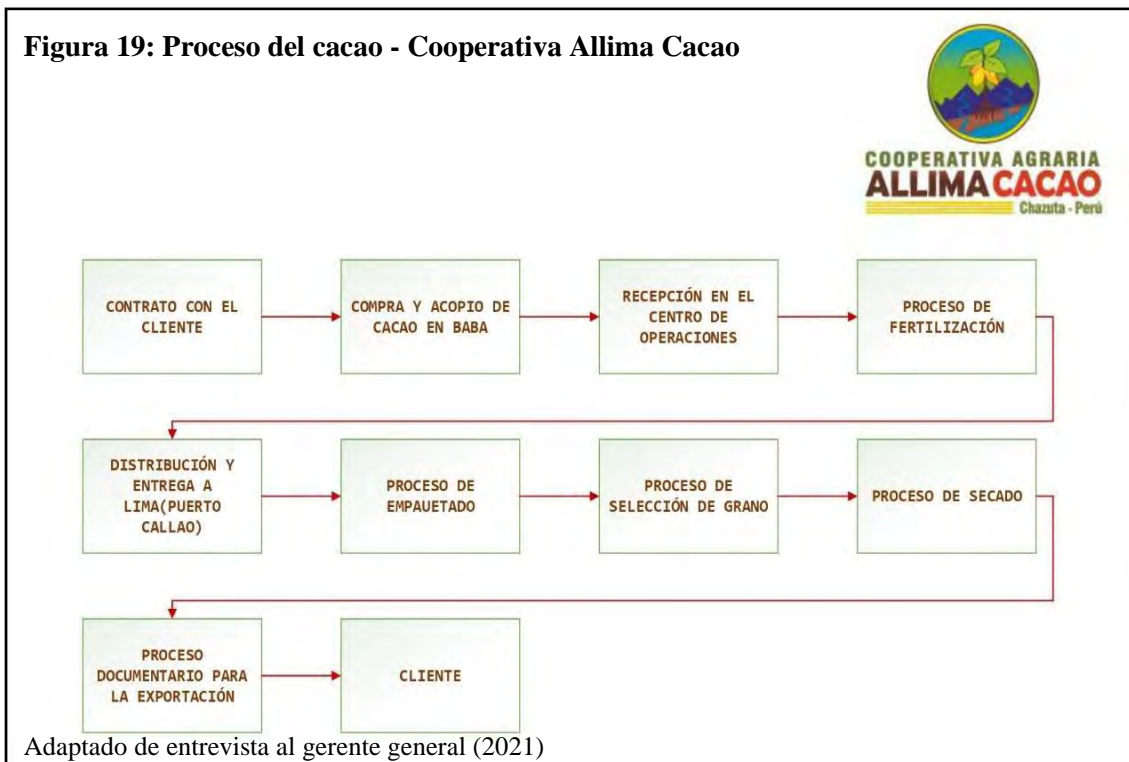 Figura 19: Proceso del cacao - Cooperativa Allima Cacao
COOPERATIVA AGRARIA
ALLIMA CACAO
Chazuta - Perú
CONTRATO CON EL
CLIENTE
COMPRA Y ACOPIO DE
CACAO EN BABA
RECEPCIÓN EN EL
CENTRO DE
OPERACIONES
PROCESO DE
FERTILIZACIÓN
DISTRIBUCIÓN Y
ENTREGA A
LIMA(PUERTO
CALLAO)
PROCESO DE
EMPAUETADO
PROCESO DE
SELECCIÓN DE GRANO
PROCESO DE SECADO
PROCESO
DOCUMENTARIO PARA
LA EXPORTACIÓN
CLIENTE
Adaptado de entrevista al gerente general (2021)